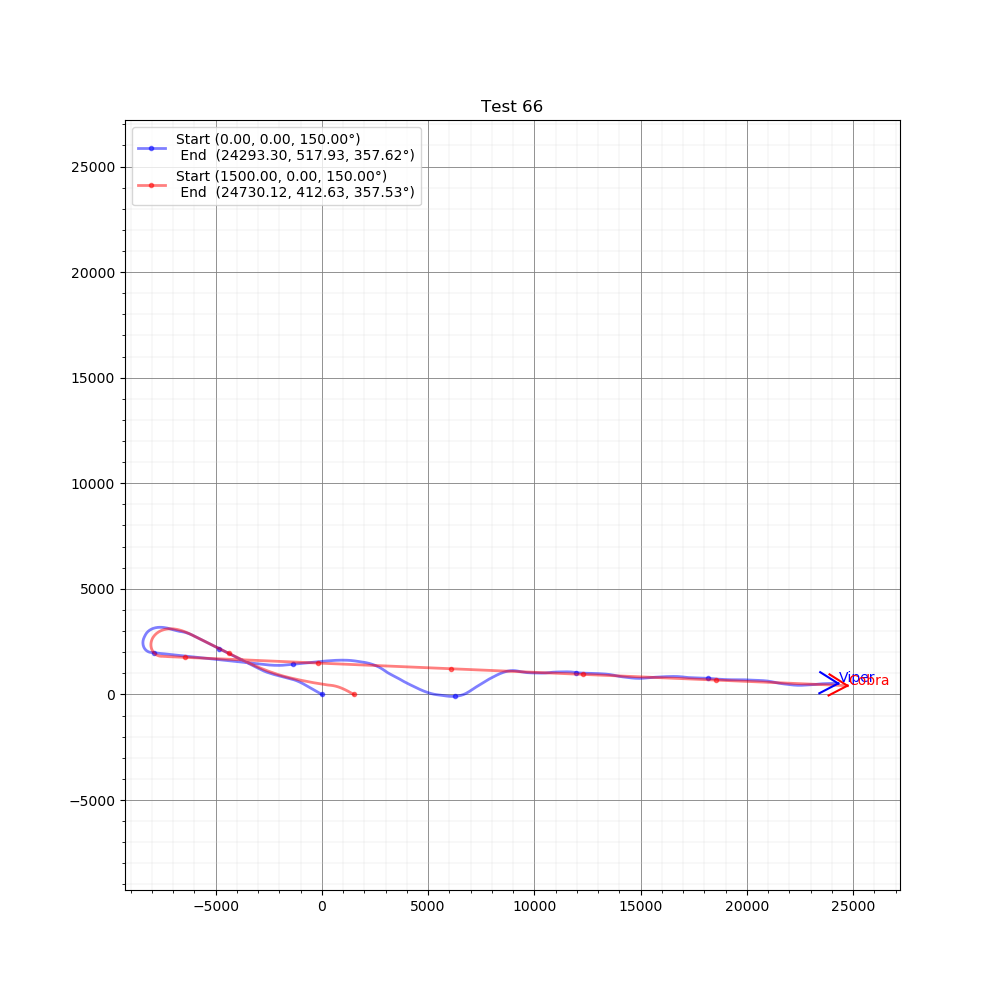 Test 66
Start (0.00, 0.00, 150.00°)
End  (24293.30, 517.93, 357.62°)
Start (1500.00, 0.00, 150.00°)
End  (24730.12, 412.63, 357.53°)
25000
20000
15000
10000
5000
0
−5000
Viper
Cobra
−5000 0 5000 10000 15000 20000 25000